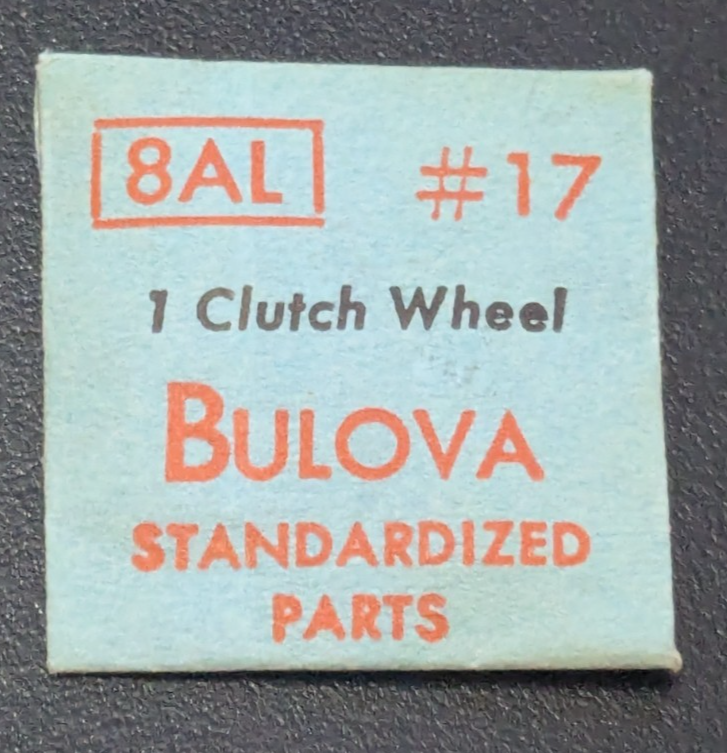 8AL #17
1 Clutch Wheel
BULOVA
STANDARDIZED
PARTS